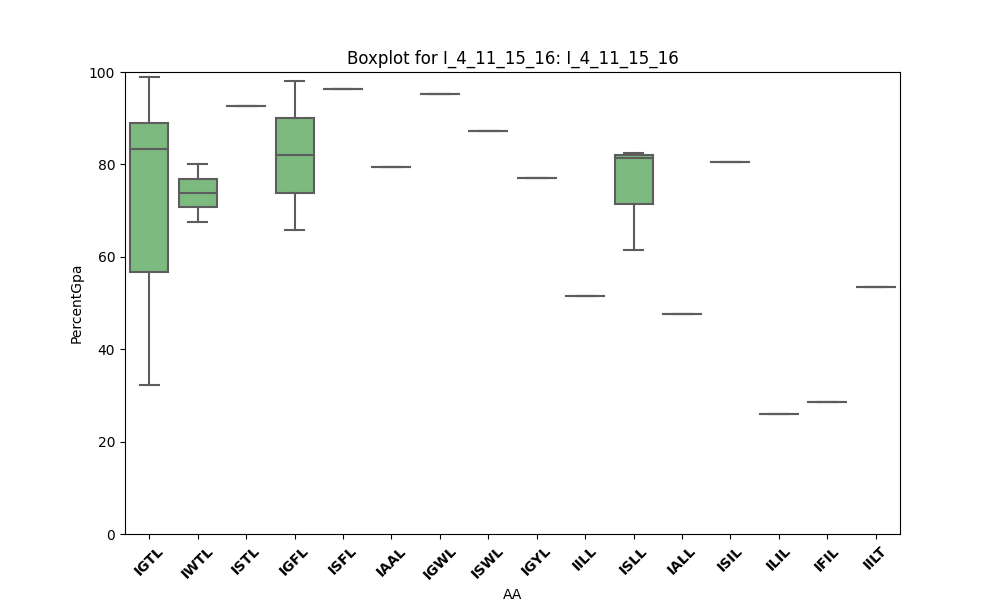 Boxplot for I_4_11_15_16: I_4_11_15_16
PercentGpa
100
80
60
40
20
0
IGTL IWTL ISTL IGFL ISFL IAAL IGWL ISWL IGYL IILL ISLL IALL ISIL ILIL IFIL IILT
AA